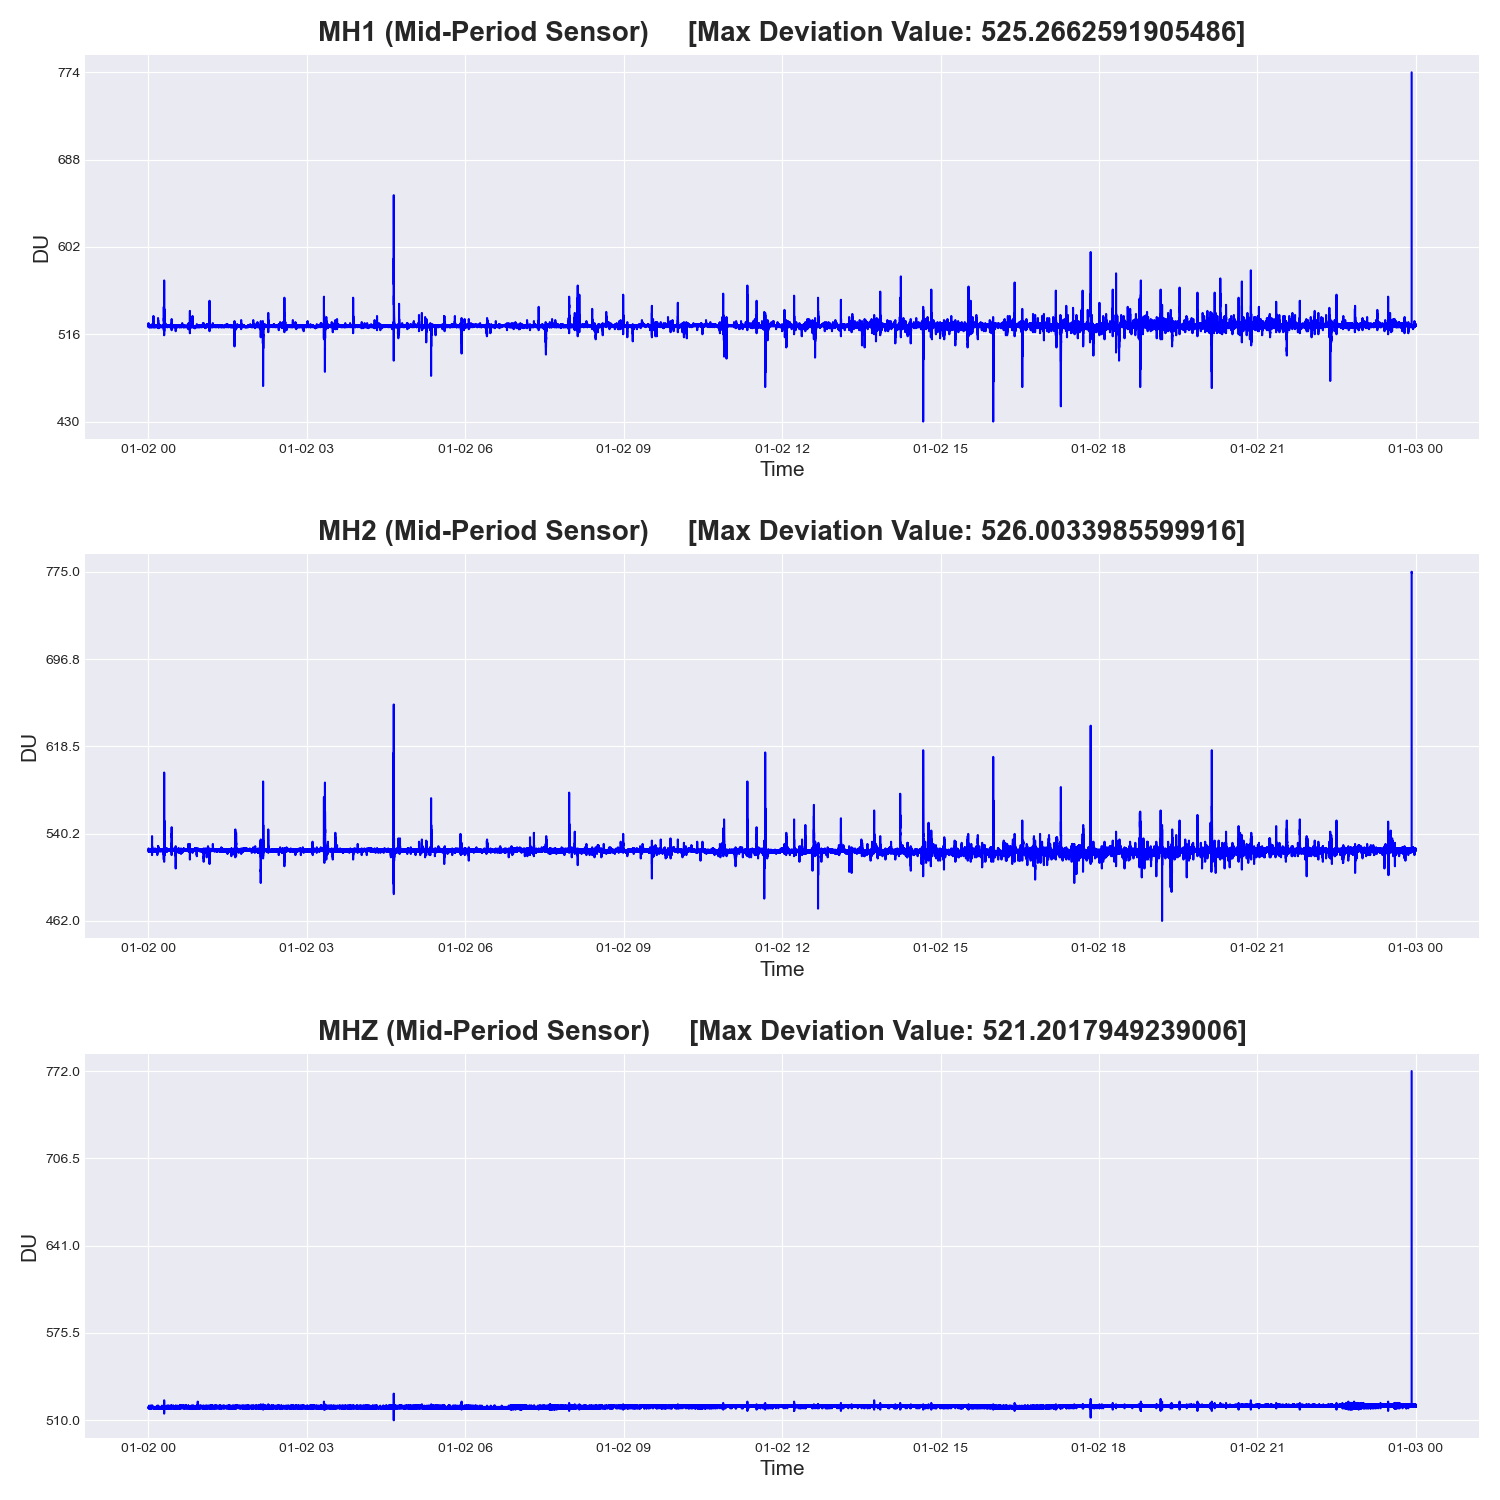 MH1 (Mid-Period Sensor) [Max Deviation Value: 525.2662591905486]
774
688
602
516
430
DU
01-02 00 01-02 03 01-02 06 01-02 09 01-02 12 01-02 15 01-02 18 01-02 21 01-03 00
Time
MH2 (Mid-Period Sensor) [Max Deviation Value: 526.0033985599916]
775.0
696.8
618.5
540.2
462.0
DU
01-02 00 01-02 03 01-02 06 01-02 09 01-02 12 01-02 15 01-02 18 01-02 21 01-03 00
Time
MHZ (Mid-Period Sensor) [Max Deviation Value: 521.2017949239006]
772.0
706.5
641.0
575.5
510.0
DU
01-02 00 01-02 03 01-02 06 01-02 09 01-02 12 01-02 15 01-02 18 01-02 21 01-03 00
Time